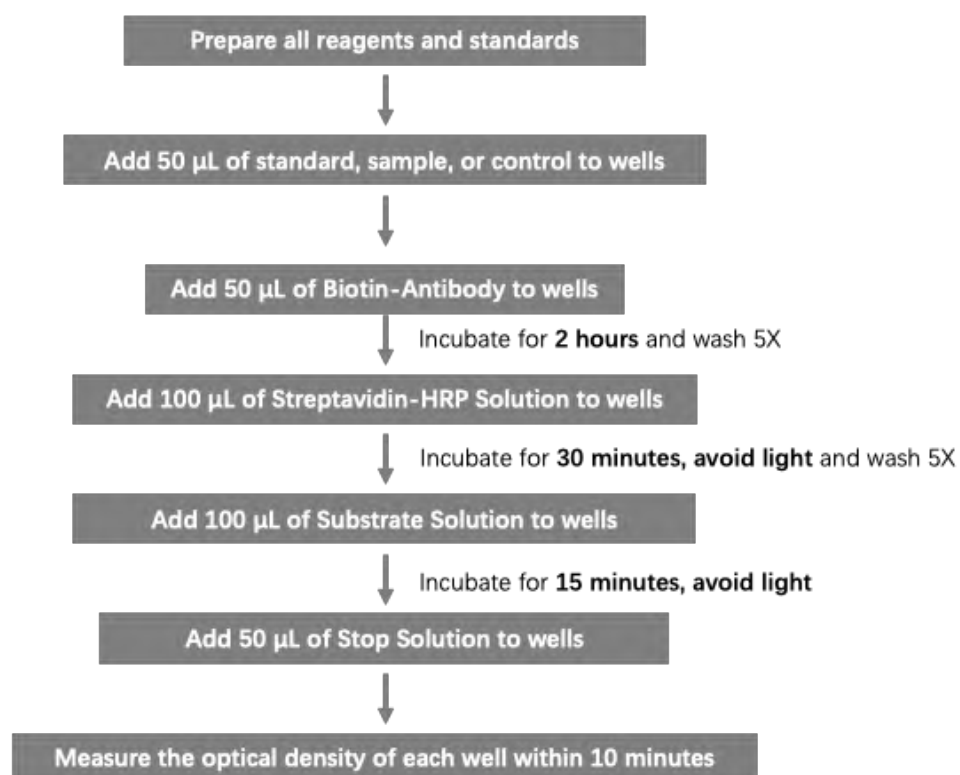 Prepare all reagents and standards
Add 50 μL of standard, sample, or control to wells
Add 50 μL of Biotin-Antibody to wells
Incubate for 2 hours and wash 5X
Add 100 μL of Streptavidin-HRP Solution to wells
Incubate for 30 minutes, avoid light and wash 5X
Add 100 μL of Substrate Solution to wells
Incubate for 15 minutes, avoid light
Add 50 μL of Stop Solution to wells
Measure the optical density of each well within 10 minutes